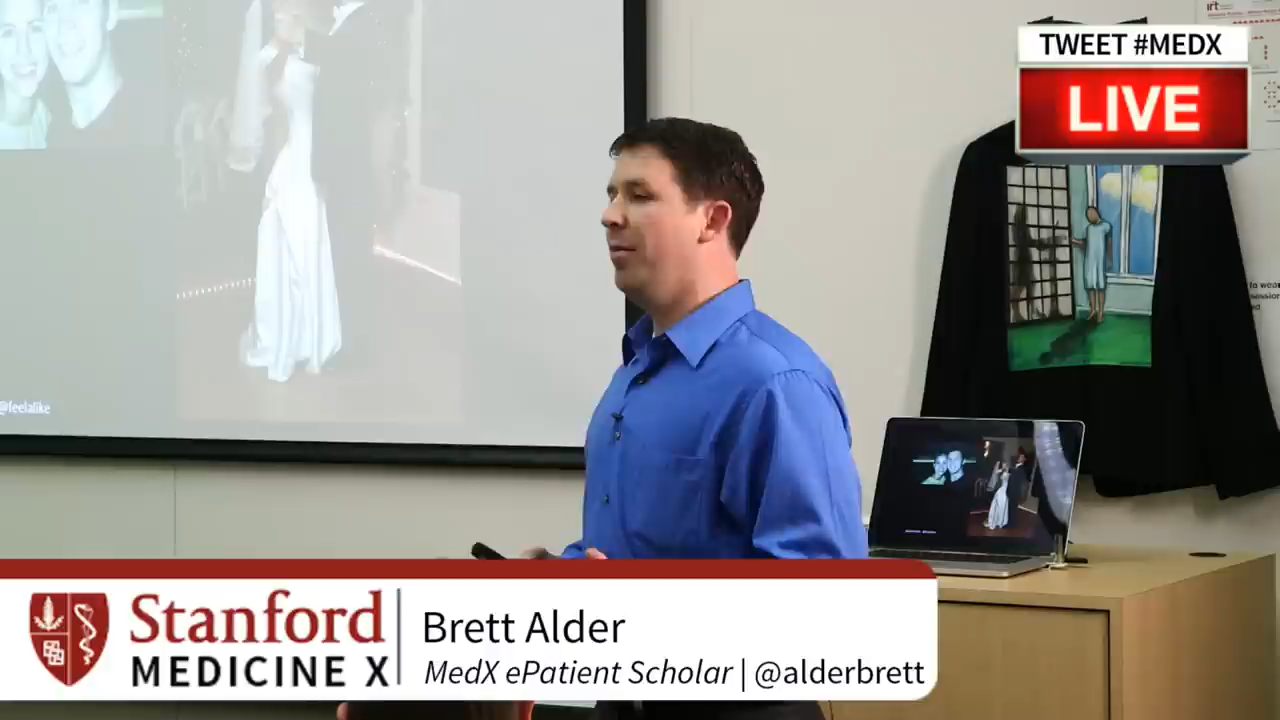 TWEET #MEDX
LIVE
@feelalike
Stanford
MEDICINE X
Brett Alder
MedX ePatient Scholar | @alderbrett